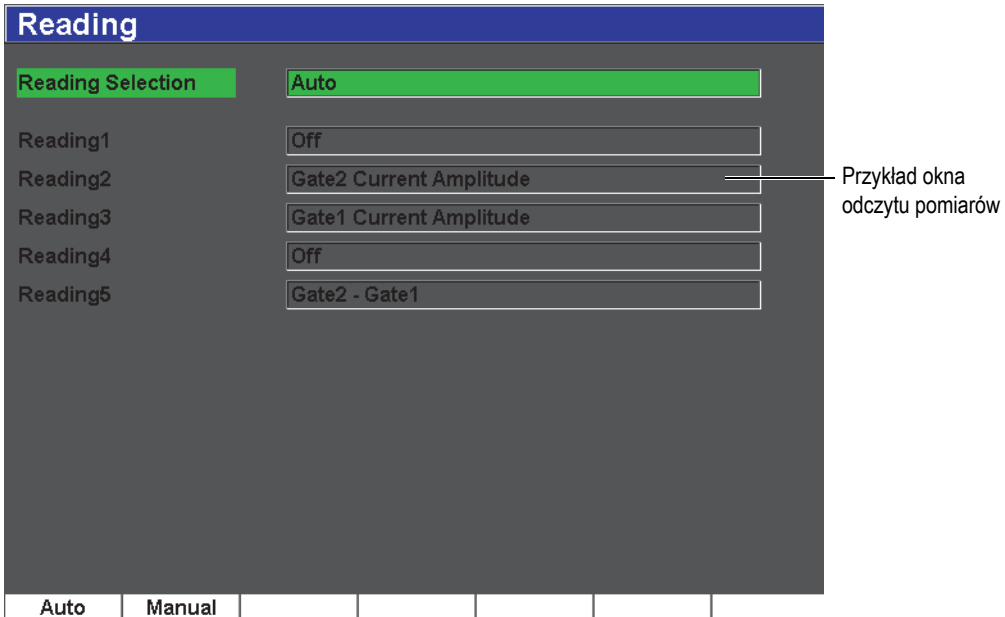 Reading
Reading Selection Auto
Reading1 Off
Reading2 Gate2 Current Amplitude
Przykład okna
odczytu pomiarów
Reading3 Gate1 Current Amplitude
Reading4 Off
Reading5 Gate2 - Gate1
Auto Manual